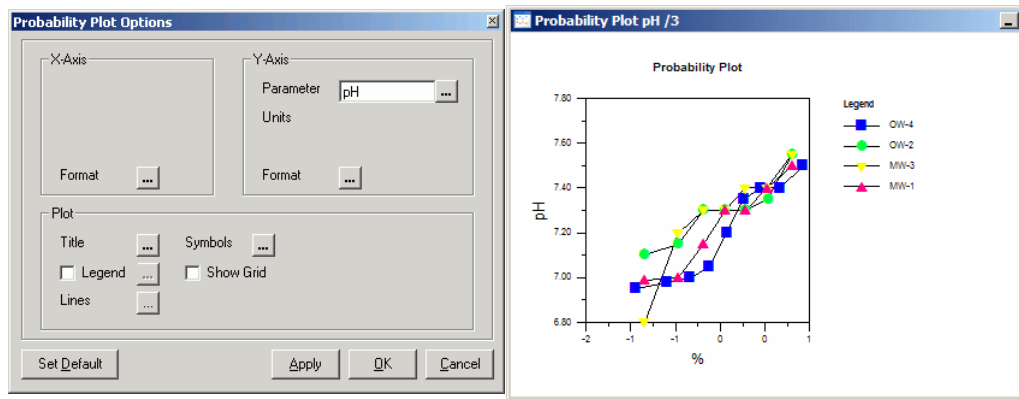 Probability Plot Options
X-Axis
Format ...
Y-Axis
Parameter pH ...
Units
Format ...
Plot
Title ... Symbols ...
Legend ... Show Grid
Lines ...
Set Default Apply OK Cancel
Probability Plot pH /3
Probability Plot
7.80
7.60
7.40
7.20
7.00
6.80
pH
-2 -1 -1 0 0 1
%
Legend
OW-4
OW-2
MW-3
MW-1